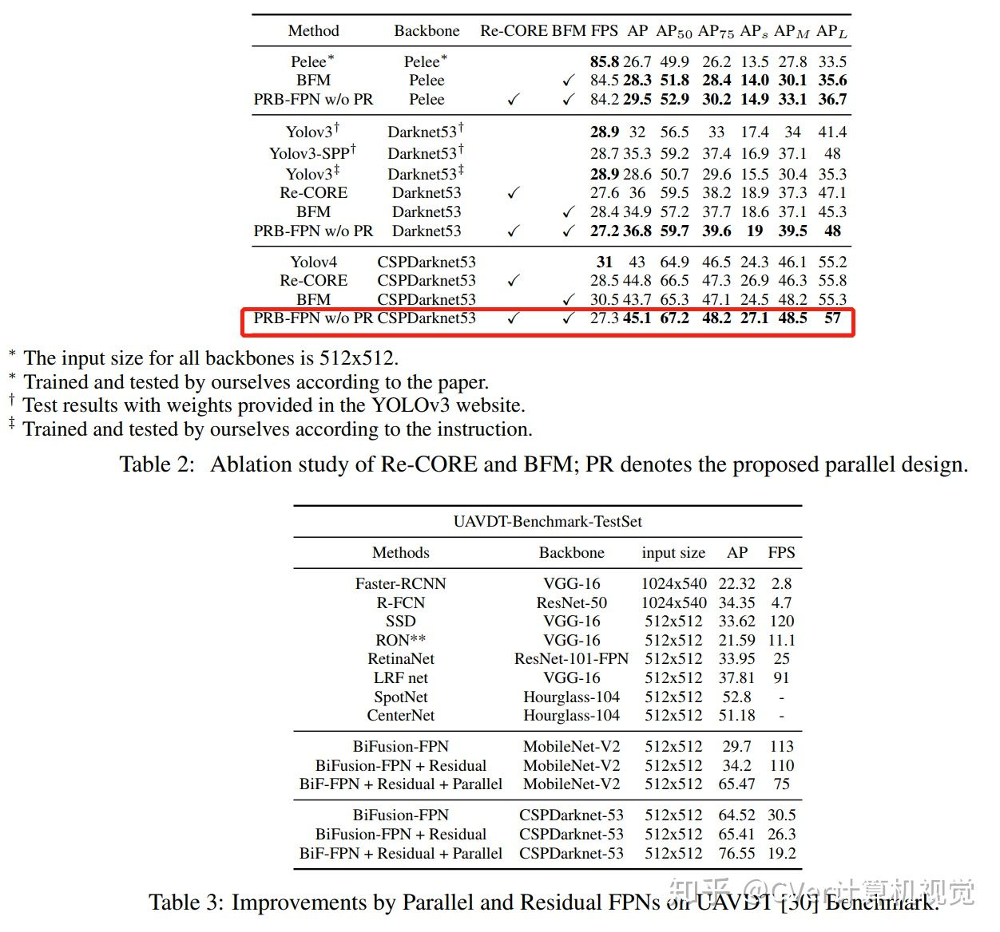 Method Backbone Re-CORE BFM FPS AP AP50 AP75 APs APM APL
Pelee* Pelee* 85.8 26.7 49.9 26.2 13.5 27.8 33.5
BFM Pelee ✓ 84.5 28.3 51.8 28.4 14.0 30.1 35.6
PRB-FPN w/o PR Pelee ✓ ✓ 84.2 29.5 52.9 30.2 14.9 33.1 36.7
Yolov3† Darknet53† 28.9 32 56.5 33 17.4 34 41.4
Yolov3-SPP† Darknet53† 28.7 35.3 59.2 37.4 16.9 37.1 48
Yolov3‡ Darknet53‡ 28.9 28.6 50.7 29.6 15.5 30.4 35.3
Re-CORE Darknet53 ✓ 27.6 36 59.5 38.2 18.9 37.3 47.1
BFM Darknet53 ✓ 28.4 34.9 57.2 37.7 18.6 37.1 45.3
PRB-FPN w/o PR Darknet53 ✓ ✓ 27.2 36.8 59.7 39.6 19 39.5 48
Yolov4 CSPDarknet53 31 43 64.9 46.5 24.3 46.1 55.2
Re-CORE CSPDarknet53 ✓ 28.5 44.8 66.5 47.3 26.9 46.3 55.8
BFM CSPDarknet53 ✓ 30.5 43.7 65.3 47.1 24.5 48.2 55.3
PRB-FPN w/o PR CSPDarknet53 ✓ ✓ 27.3 45.1 67.2 48.2 27.1 48.5 57
* The input size for all backbones is 512x512.
* Trained and tested by ourselves according to the paper.
† Test results with weights provided in the YOLOv3 website.
‡ Trained and tested by ourselves according to the instruction.
Table 2: Ablation study of Re-CORE and BFM; PR denotes the proposed parallel design.
UAVDT-Benchmark-TestSet
Methods Backbone input size AP FPS
Faster-RCNN VGG-16 1024x540 22.32 2.8
R-FCN ResNet-50 1024x540 34.35 4.7
SSD VGG-16 512x512 33.62 120
RON** VGG-16 512x512 21.59 11.1
RetinaNet ResNet-101-FPN 512x512 33.95 25
LRF net VGG-16 512x512 37.81 91
SpotNet Hourglass-104 512x512 52.8 -
CenterNet Hourglass-104 512x512 51.18 -
BiFusion-FPN MobileNet-V2 512x512 29.7 113
BiFusion-FPN + Residual MobileNet-V2 512x512 34.2 110
BiF-FPN + Residual + Parallel MobileNet-V2 512x512 65.47 75
BiFusion-FPN CSPDarknet-53 512x512 64.52 30.5
BiFusion-FPN + Residual CSPDarknet-53 512x512 65.41 26.3
BiF-FPN + Residual + Parallel CSPDarknet-53 512x512 76.55 19.2
知乎 @CVer计算机视觉
Table 3: Improvements by Parallel and Residual FPNs on UAVDT [30] Benchmark.